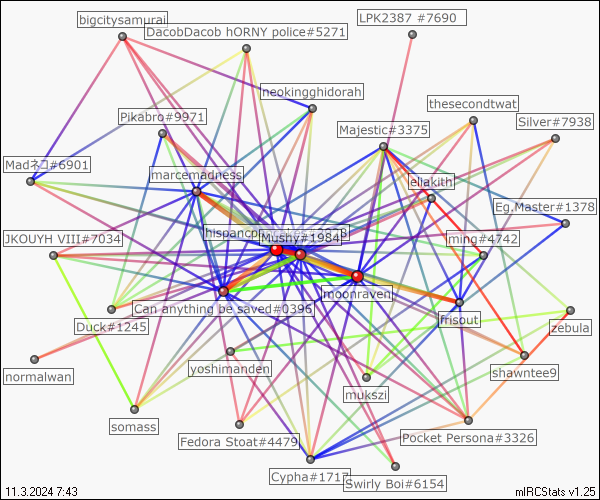 bigcitysamurai
LPK2387 #7690
DacobDacob hORNY police#5271
neokingghidorah
thesecondtwat
Pikabro#9971
Majestic#3375
Silver#7938
Madネコ#6901
marcemadness
ellakith
Eg.Master#1378
JKOUYH VIII#7034
Mushy#1984
ming#4742
moonraven
Can anything be saved#0396
Duck#1245
frisout
zebula
normalwan
yoshimanden
mukszi
shawntee9
somass
Fedora Stoat#4479
Pocket Persona#3326
Cypha#1717
Swirly Boi#6154
11.3.2024 7:43
mIRCStats v1.25